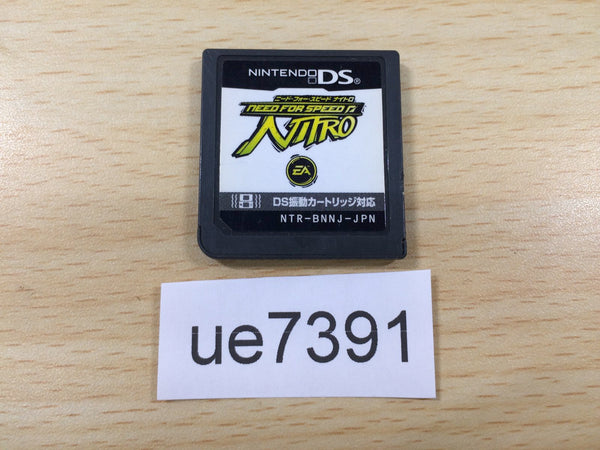 NINTENDO DS®
ニード・フォー・スピード ナイトロ
NEED FOR SPEED n
NITRO
EA
DS振動カートリッジ対応
NTR-BNNJ-JPN
ue7391